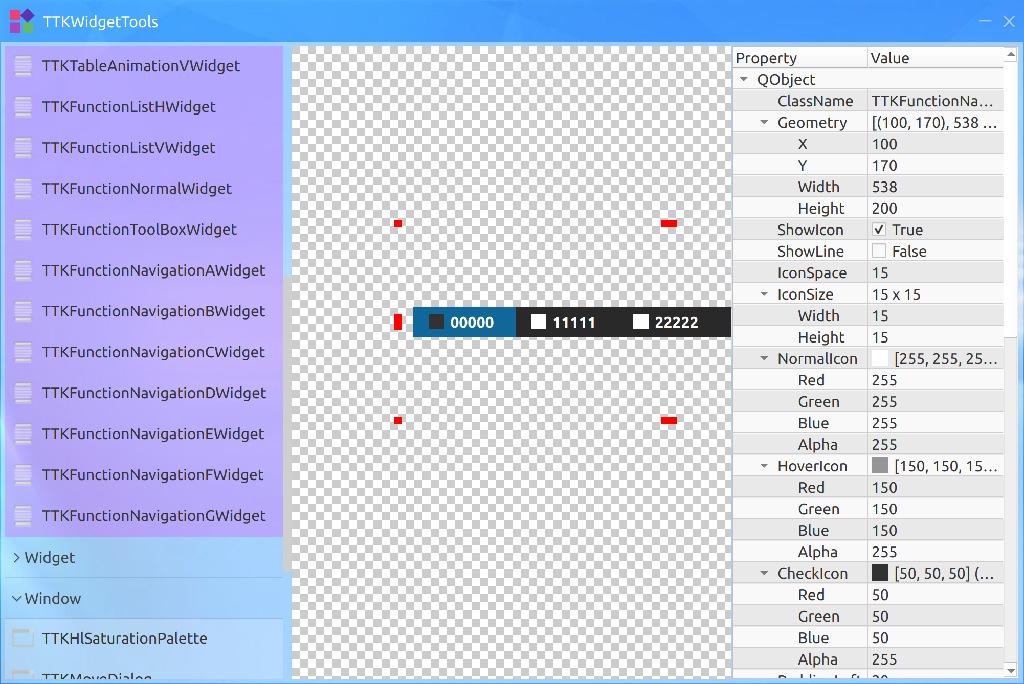 TTKWidgetTools
TTKTableAnimationVWidget
TTKFunctionListHWidget
TTKFunctionListVWidget
TTKFunctionNormalWidget
TTKFunctionToolBoxWidget
TTKFunctionNavigationAWidget
TTKFunctionNavigationBWidget
TTKFunctionNavigationCWidget
TTKFunctionNavigationDWidget
TTKFunctionNavigationEWidget
TTKFunctionNavigationFWidget
TTKFunctionNavigationGWidget
Widget
Window
TTKHlSaturationPalette
TTKMoveDialog
00000 11111 22222
Property Value
QObject
ClassName TTKFunctionNa...
Geometry [(100, 170), 538 ...
X 100
Y 170
Width 538
Height 200
ShowIcon True
ShowLine False
IconSpace 15
IconSize 15 x 15
Width 15
Height 15
NormalIcon [255, 255, 25...
Red 255
Green 255
Blue 255
Alpha 255
HoverIcon [150, 150, 15...
Red 150
Green 150
Blue 150
Alpha 255
CheckIcon [50, 50, 50] (...
Red 50
Green 50
Blue 50
Alpha 255
PaddingLeft 20